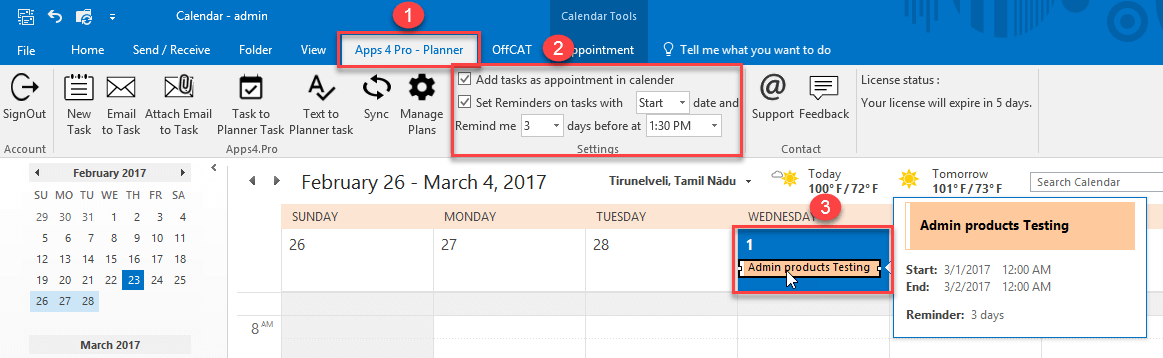 Calendar - admin
1
Calendar Tools
File Home Send / Receive Folder View Apps 4 Pro - Planner OffCAT 2 Appointment Tell me what you want to do
Add tasks as appointment in calender
Set Reminders on tasks with Start date and
Remind me 3 days before at 1:30 PM
Settings
SignOut
Account
New Task
Email to Task
Attach Email to Task
Task to Planner Task
Text to Planner task
Sync
Manage Plans
Apps4.Pro
Support
Feedback
Contact
License status :
Your license will expire in 5 days.
February 2017
SU MO TU WE TH FR SA
29 30 31 1 2 3 4
5 6 7 8 9 10 11
12 13 14 15 16 17 18
19 20 21 22 23 24 25
26 27 28
March 2017
February 26 - March 4, 2017
Tirunelveli, Tamil Nādu
Today
100° F / 72° F
Tomorrow
101° F / 73° F
Search Calendar
SUNDAY MONDAY TUESDAY WEDNESDAY
3
26 27 28 1
Admin products Testing
8 AM
Admin products Testing
Start: 3/1/2017 12:00 AM
End: 3/2/2017 12:00 AM
Reminder: 3 days